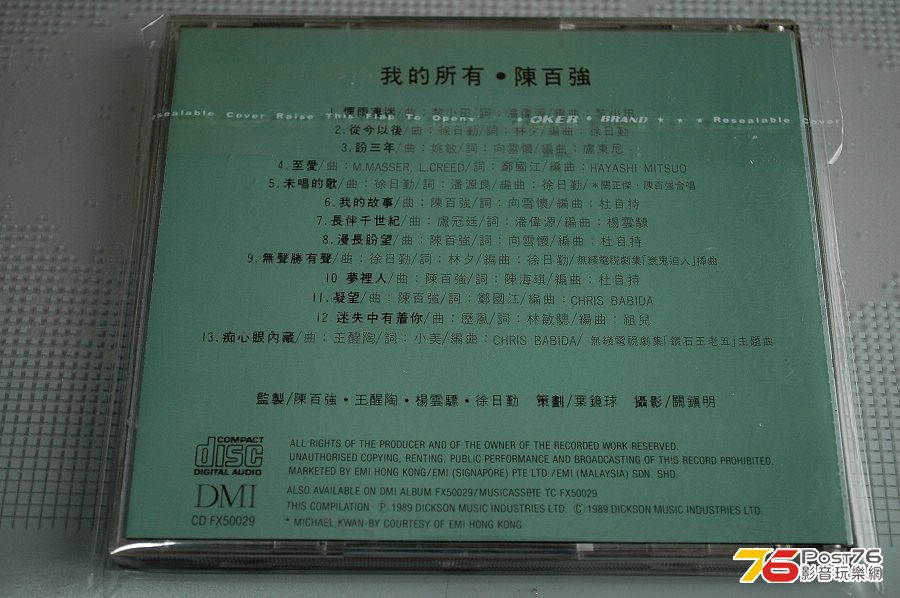 我的所有•陳百強
1.煙雨凄迷/曲：蔡小田/詞：潘偉源/編曲：
esealable Cover Raise This Flap To Open OKER • BRAND ★ ★ ★ Resealable Cover
2.從今以後/曲：徐日勤/詞：林夕/編曲：徐日勤
3.盼三年/曲：姚敏/詞：向雪懷/編曲：盧東尼
4.至愛/曲：M.MASSER, L.CREED/詞：鄭國江/編曲：HAYASHI MITSUO
5.未唱的歌/曲：徐日勤/詞：潘源良/編曲：徐日勤/＊關正傑・陳百強合唱
6.我的故事/曲：陳百強/詞：向雪懷/編曲：杜自持
7.長伴千世紀/曲：盧冠廷/詞：潘偉源/編曲：楊雲驃
8.漫長盼望/曲：陳百強/詞：向雪懷/編曲：杜自持
9.無聲勝有聲/曲：徐日勤/詞：林夕/編曲：徐日勤/無綫電視劇集「衰鬼迫人」揷曲
10.夢裡人/曲：陳百強/詞：陳海琪/編曲：杜自持
11.凝望/曲：陳百強/詞：鄭國江/編曲：CHRIS BABIDA
12.迷失中有着你/曲：歷風/詞：林敏驄/編曲：祖兒
13.痴心眼內藏/曲：王醒陶/詞：小美/編曲：CHRIS BABiDA/ 無綫電視劇集「鑽石王老五」主題曲
監製/陳百強・王醒陶・楊雲驃・徐日勤 策劃/葉鏡球 攝影/關鎭明
COMPACT disc DIGITAL AUDIO
ALL RIGHTS OF THE PRODUCER AND OF THE OWNER OF THE RECORDED WORK RESERVED.
UNAUTHORISED COPYING, RENTING, PUBLIC PERFORMANCE AND BROADCASTING OF THIS RECORD PROHIBITED.
MARKETED BY EMI HONG KONG/EMI (SIGNAPORE) PTE LTD./EMI (MALAYSIA) SDN. SHD.
DMI
CD FX50029
ALSO AVAILABLE ON DMI ALBUM FX50029/MUSICASSETE TC FX50029
THIS COMPILATION Ⓟ 1989 DICKSON MUSIC INDUSTRIES LTD. Ⓒ 1989 DICKSON MUSIC INDUSTRIES LTD.
* MICHAEL KWAN-BY COURTESY OF EMI HONG KONG
76 Post76
影音玩樂網